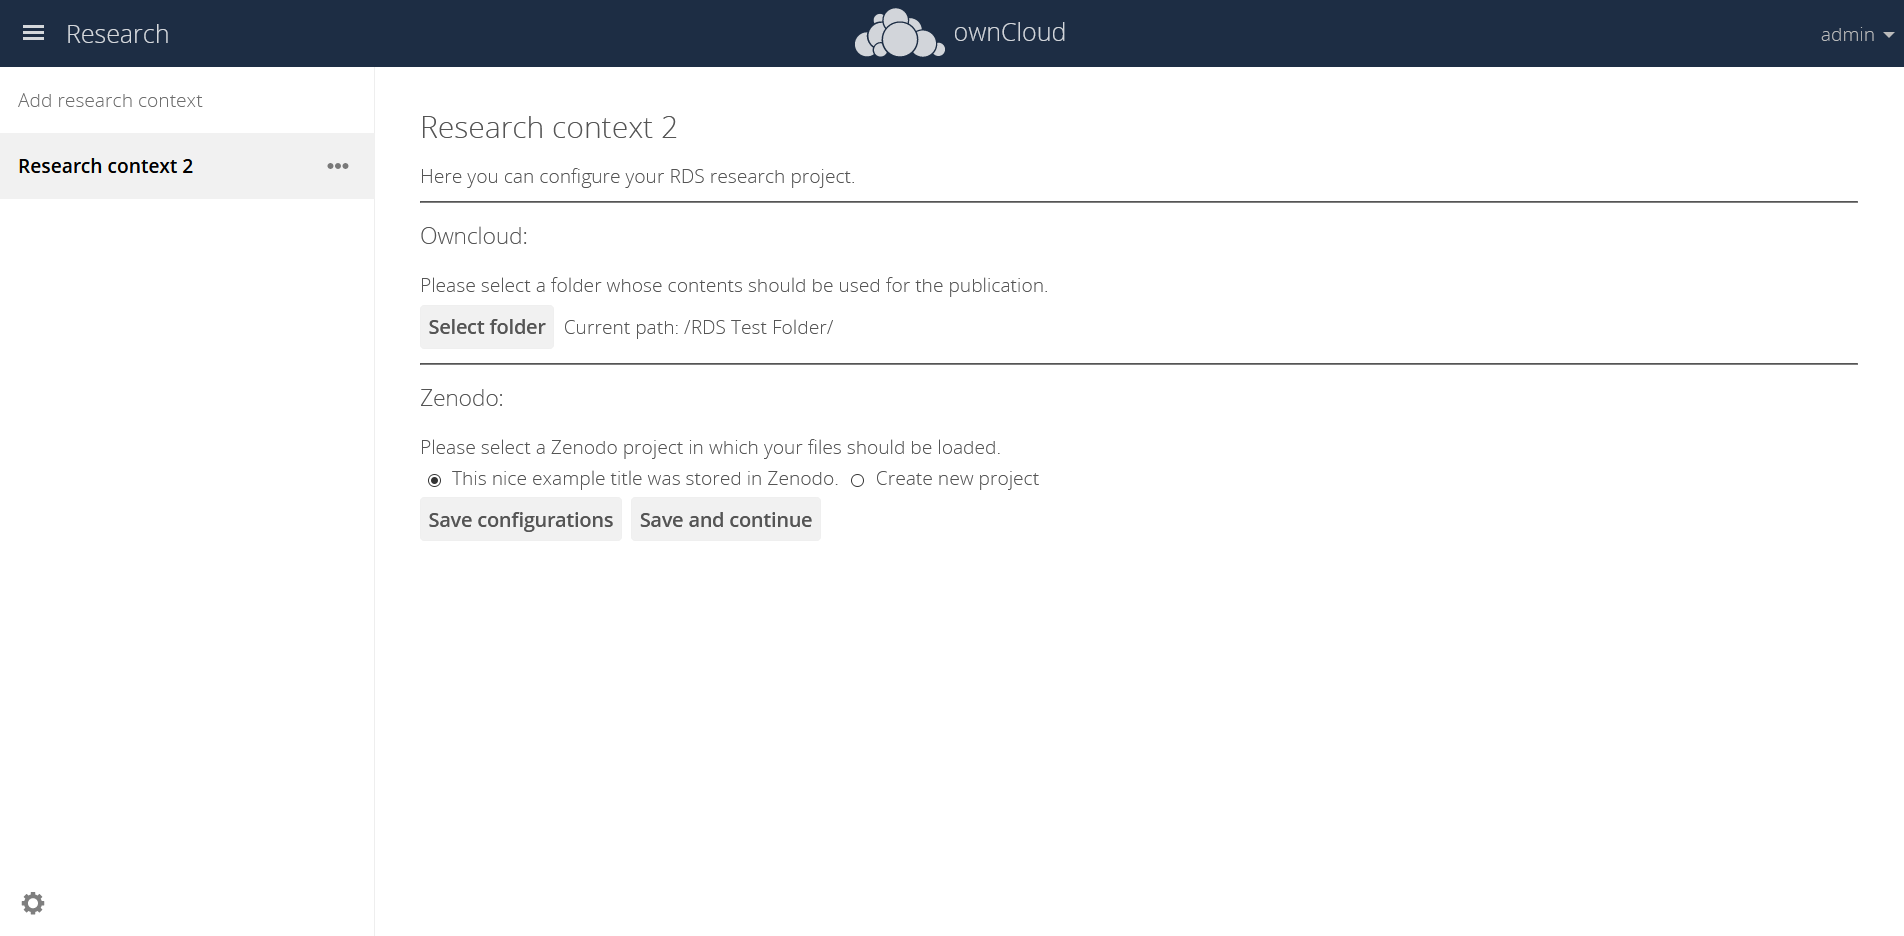 Research
ownCloud
admin
Add research context
Research context 2
Research context 2
Here you can configure your RDS research project.
Owncloud:
Please select a folder whose contents should be used for the publication.
Select folder Current path: /RDS Test Folder/
Zenodo:
Please select a Zenodo project in which your files should be loaded.
This nice example title was stored in Zenodo. Create new project
Save configurations Save and continue